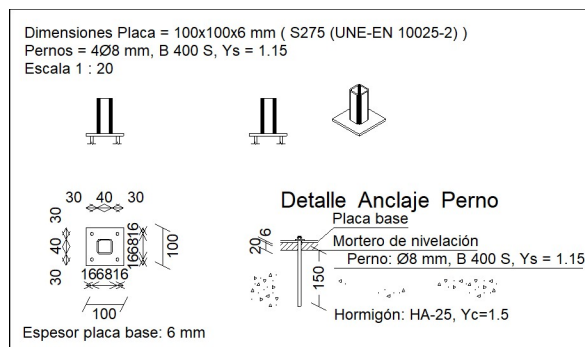 Dimensiones Placa = 100x100x6 mm ( S275 (UNE-EN 10025-2) )
Pernos = 4Ø8 mm, B 400 S, Ys = 1.15
Escala 1 : 20
30 40 30
30
40
30
166816
100
166816
100
Espesor placa base: 6 mm
Detalle Anclaje Perno
Placa base
20 6
Mortero de nivelación
Perno: Ø8 mm, B 400 S, Ys = 1.15
150
Hormigón: HA-25, Yc=1.5